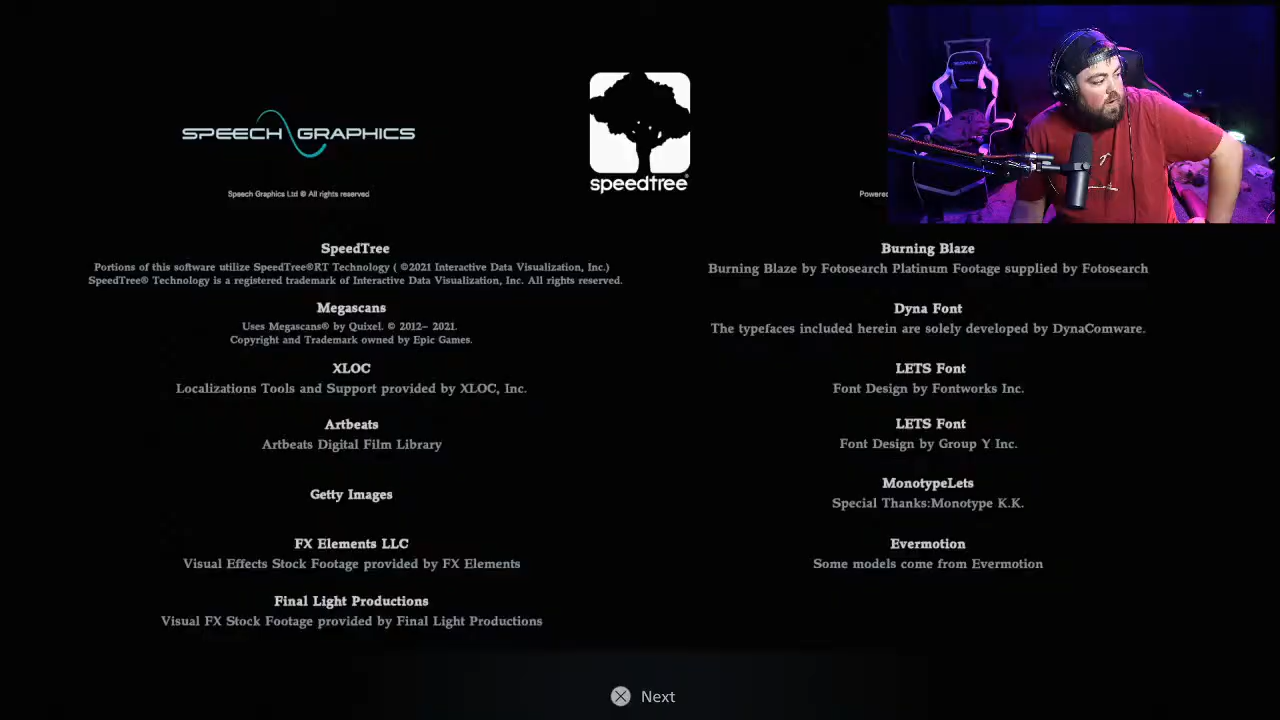 SPEECH GRAPHICS
Speech Graphics Ltd © All rights reserved
speedtree®
Powered
SpeedTree
Portions of this software utilize SpeedTree®RT Technology ( ©2021 Interactive Data Visualization, Inc.)
SpeedTree® Technology is a registered trademark of Interactive Data Visualization, Inc. All rights reserved.
Megascans
Uses Megascans® by Quixel. © 2012– 2021.
Copyright and Trademark owned by Epic Games.
XLOC
Localizations Tools and Support provided by XLOC, Inc.
Artbeats
Artbeats Digital Film Library
Getty Images
FX Elements LLC
Visual Effects Stock Footage provided by FX Elements
Final Light Productions
Visual FX Stock Footage provided by Final Light Productions
Burning Blaze
Burning Blaze by Fotosearch Platinum Footage supplied by Fotosearch
Dyna Font
The typefaces included herein are solely developed by DynaComware.
LETS Font
Font Design by Fontworks Inc.
LETS Font
Font Design by Group Y Inc.
MonotypeLets
Special Thanks:Monotype K.K.
Evermotion
Some models come from Evermotion
Next